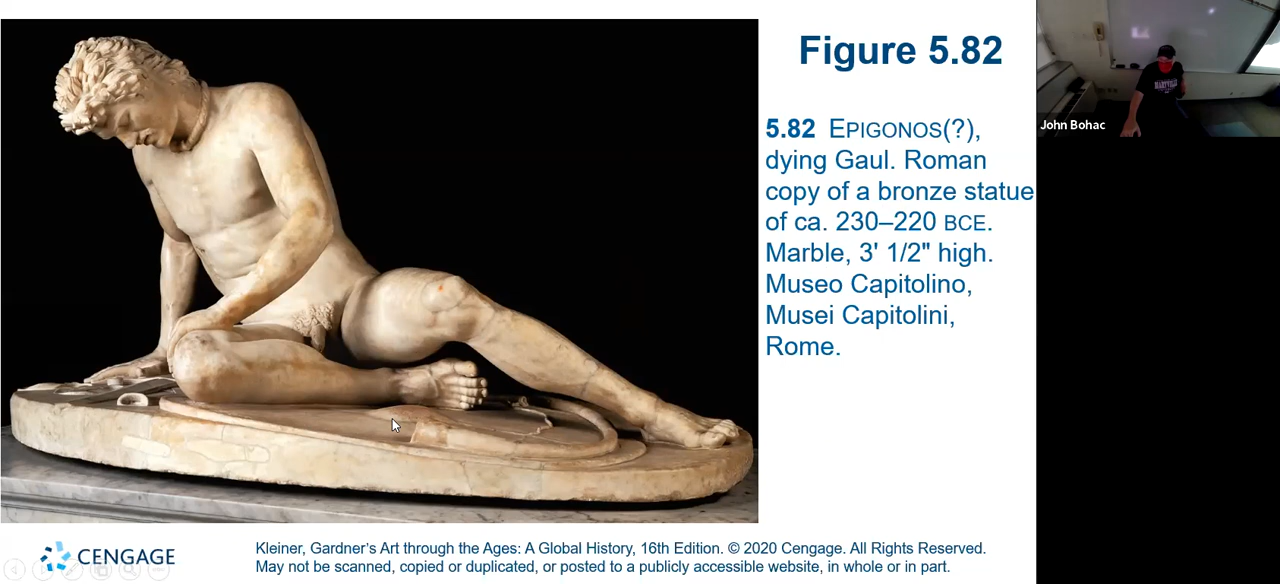 Figure 5.82
5.82 EPIGONOS(?),
dying Gaul. Roman
copy of a bronze statue
of ca. 230–220 BCE.
Marble, 3' 1/2" high.
Museo Capitolino,
Musei Capitolini,
Rome.
John Bohac
CENGAGE
Kleiner, Gardner’s Art through the Ages: A Global History, 16th Edition. © 2020 Cengage. All Rights Reserved.
May not be scanned, copied or duplicated, or posted to a publicly accessible website, in whole or in part.